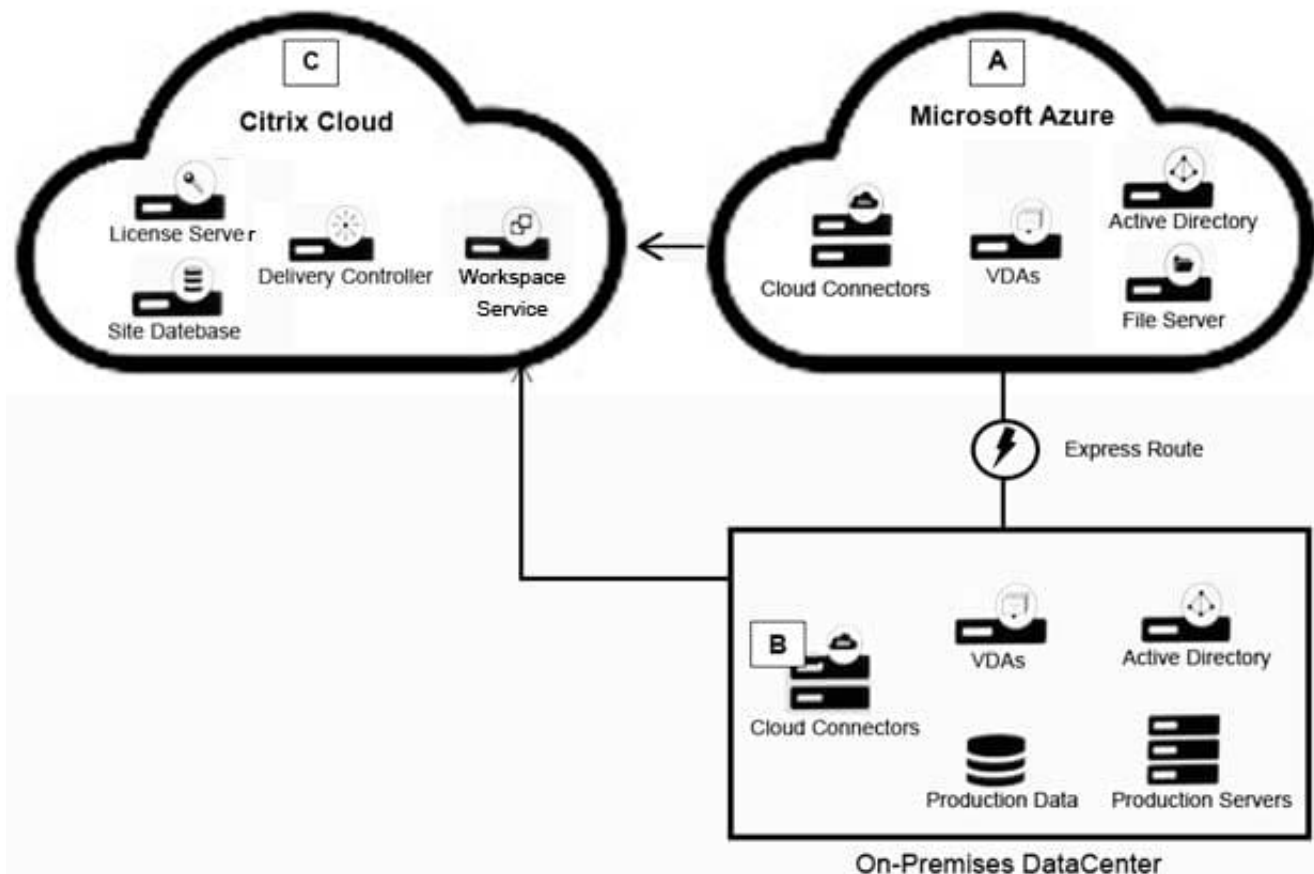 C
Citrix Cloud
License Server
Delivery Controller
Workspace
Service
Site Datebase
A
Microsoft Azure
Active Directory
Cloud Connectors
VDAs
File Server
Express Route
B
Cloud Connectors
VDAs
Active Directory
Production Data
Production Servers
On-Premises DataCenter